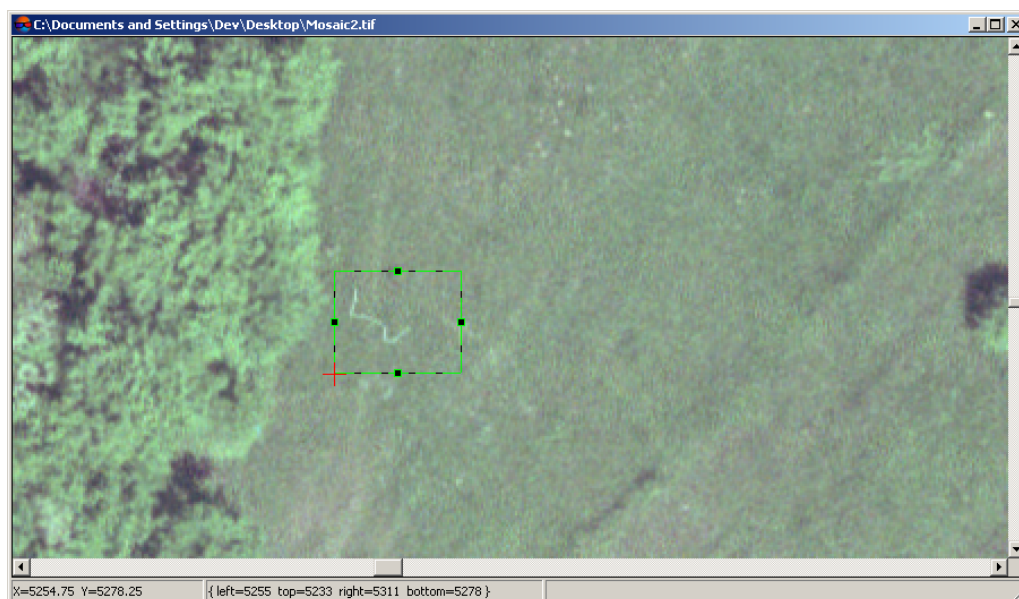 C:\Documents and Settings\Dev\Desktop\Mosaic2.tif
X=5254.75 Y=5278.25
{ left=5255 top=5233 right=5311 bottom=5278 }